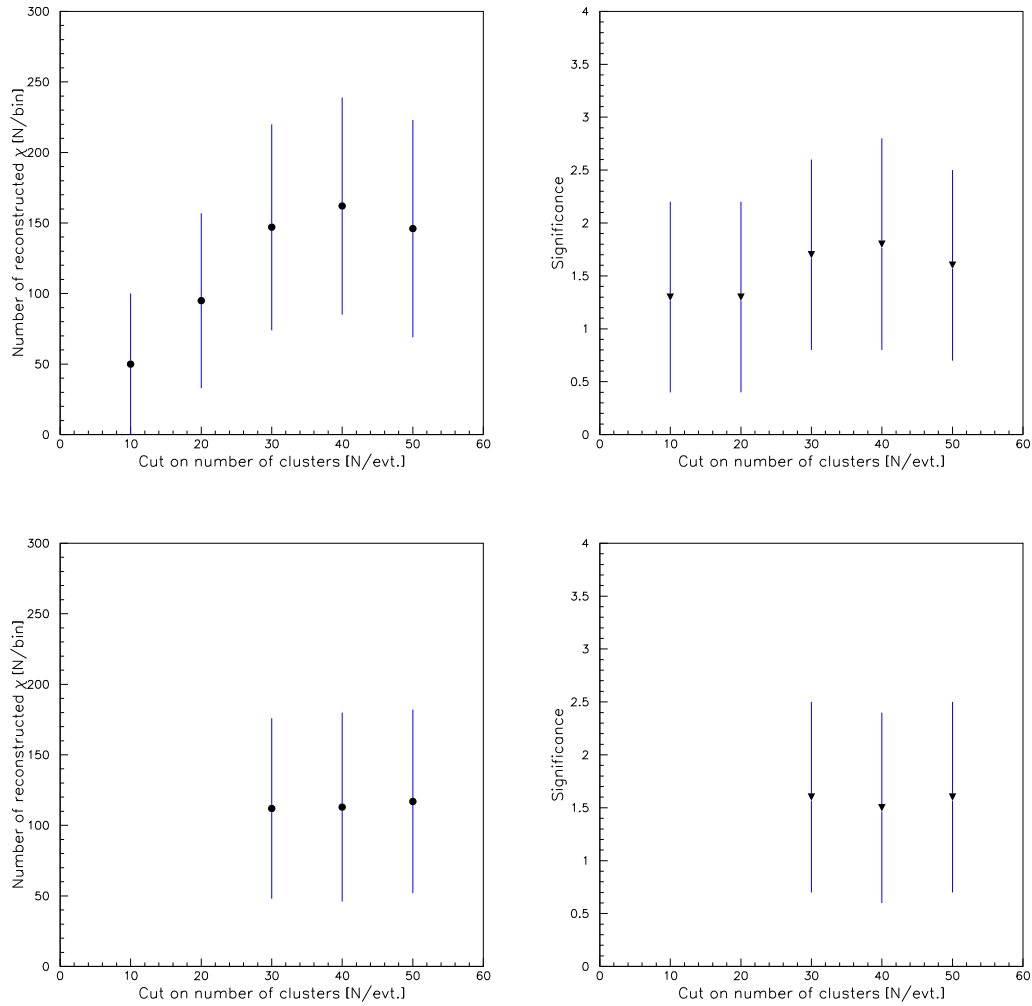 Number of reconstructed χ [N/bin]
300
250
200
150
100
50
0
0 10 20 30 40 50 60
Cut on number of clusters [N/evt.]
Significance
4
3.5
3
2.5
2
1.5
1
0.5
0
0 10 20 30 40 50 60
Cut on number of clusters [N/evt.]
Number of reconstructed χ [N/bin]
300
250
200
150
100
50
0
0 10 20 30 40 50 60
Cut on number of clusters [N/evt.]
Significance
4
3.5
3
2.5
2
1.5
1
0.5
0
0 10 20 30 40 50 60
Cut on number of clusters [N/evt.]